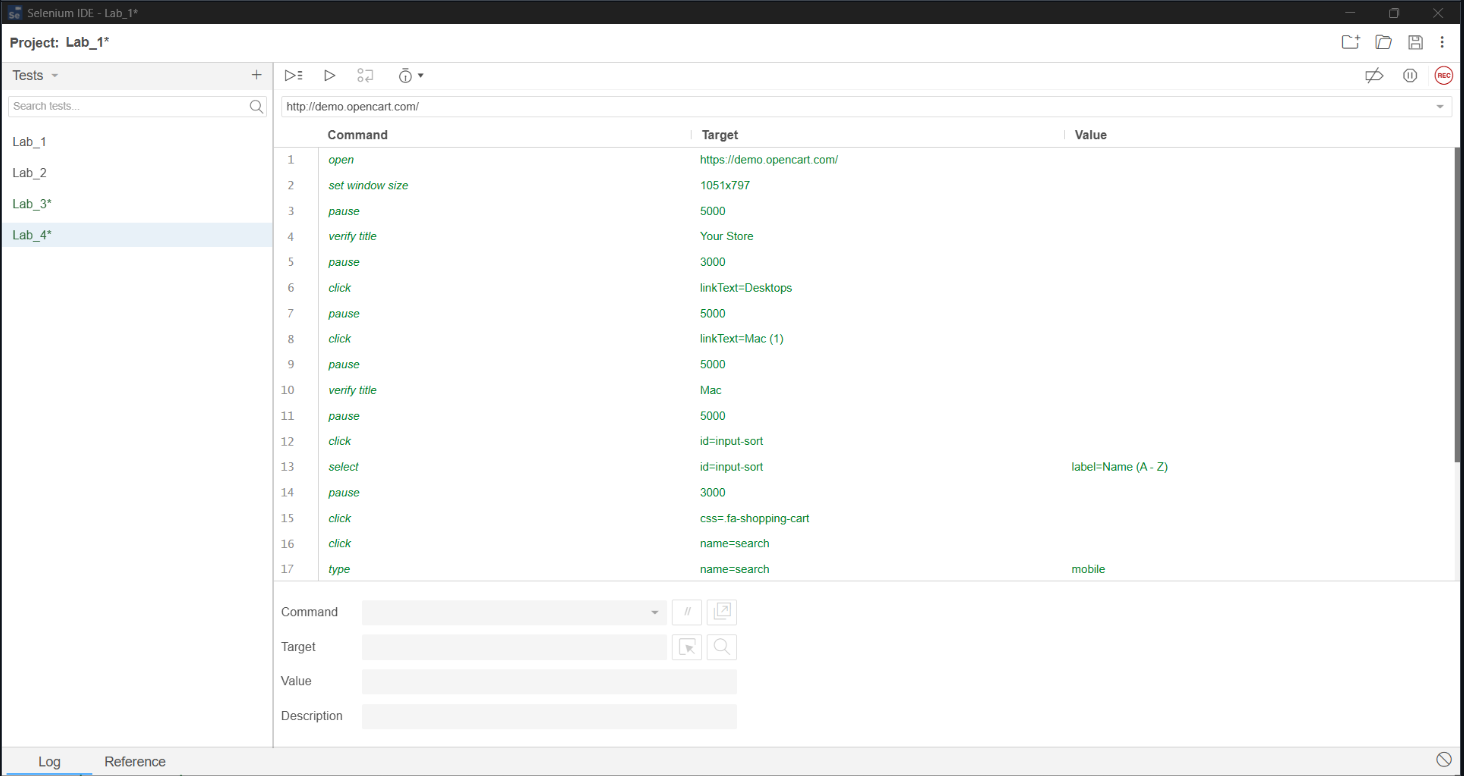 Selenium IDE - Lab_1*
Project: Lab_1*
Tests
Search tests...
Lab_1
Lab_2
Lab_3*
Lab_4*
REC
http://demo.opencart.com/
Command Target Value
1 open https://demo.opencart.com/
2 set window size 1051x797
3 pause 5000
4 verify title Your Store
5 pause 3000
6 click linkText=Desktops
7 pause 5000
8 click linkText=Mac (1)
9 pause 5000
10 verify title Mac
11 pause 5000
12 click id=input-sort
13 select id=input-sort label=Name (A - Z)
14 pause 3000
15 click css=.fa-shopping-cart
16 click name=search
17 type name=search mobile
Command //
Target
Value
Description
Log Reference